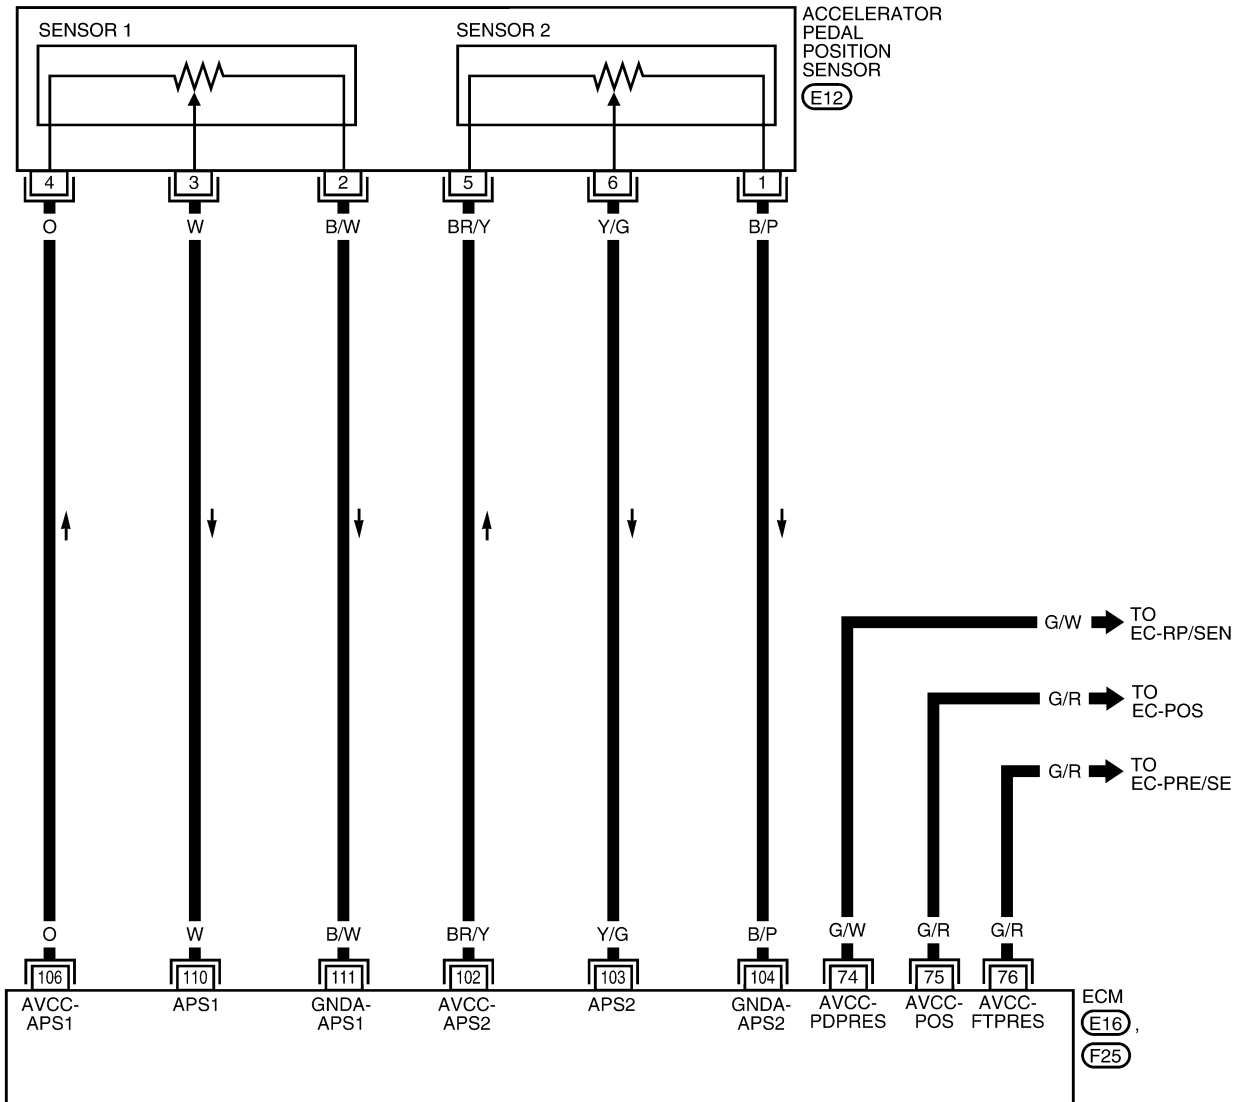 SENSOR 1
SENSOR 2
ACCELERATOR
PEDAL
POSITION
SENSOR
E12
4
3
2
5
6
1
O
W
B/W
BR/Y
Y/G
B/P
G/W
TO
EC-RP/SEN
G/R
TO
EC-POS
G/R
TO
EC-PRE/SE
O
W
B/W
BR/Y
Y/G
B/P
G/W
G/R
G/R
106
110
111
102
103
104
74
75
76
AVCC-
APS1
APS1
GNDA-
APS1
AVCC-
APS2
APS2
GNDA-
APS2
AVCC-
PDPRES
AVCC-
POS
AVCC-
FTPRES
ECM
E16 ,
F25